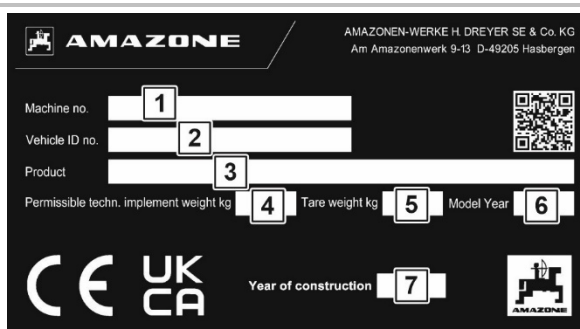 AMAZONE
AMAZONEN-WERKE H. DREYER SE & Co. KG
Am Amazonenwerk 9-13 D-49205 Hasbergen
Machine no. 1
Vehicle ID no. 2
Product 3
Permissible techn. implement weight kg 4 Tare weight kg 5 Model Year 6
CE UK CA Year of construction 7
AMAZONE